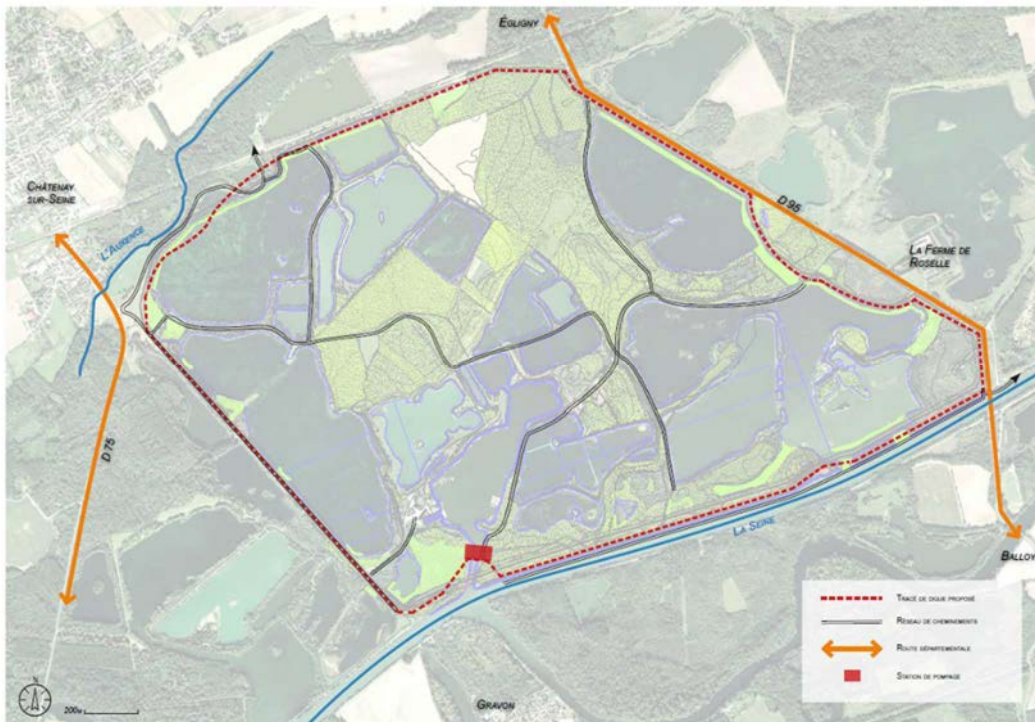 ÉGLIGNY
CHÂTENAY
SUR-SEINE
L'AUXENCE
D 95
LA FERME DE
ROSELLE
D 75
LA SEINE
BALLOY
TRACÉ DE DIGUE PROPOSÉ
RÉSEAU DE CHEMINEMENTS
ROUTE DÉPARTEMENTALE
STATION DE POMPAGE
N
200M
GRAVON